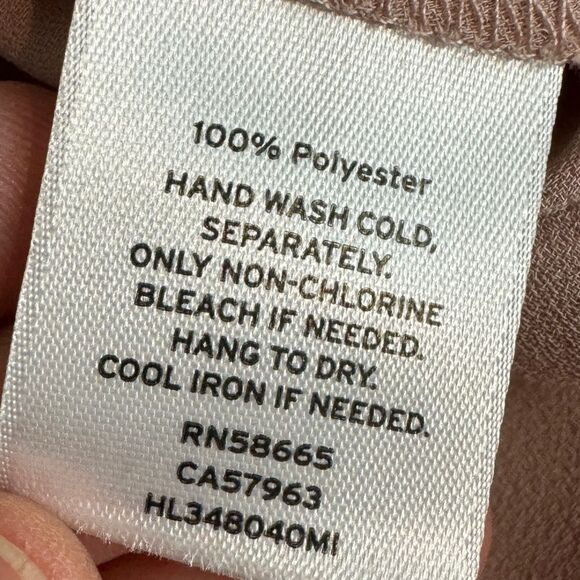 100% Polyester
HAND WASH COLD,
SEPARATELY.
ONLY NON-CHLORINE
BLEACH IF NEEDED.
HANG TO DRY.
COOL IRON IF NEEDED.
RN58665
CA57963
HL348040MI